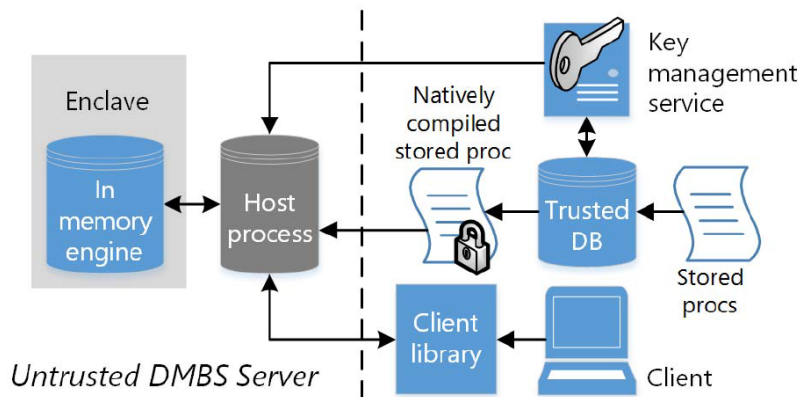 Enclave
In
memory
engine
Host
process
Untrusted DMBS Server
Natively
compiled
stored proc
Key
management
service
Trusted
DB
Stored
procs
Client
library
Client